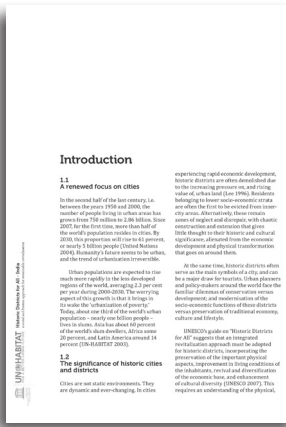 Introduction
1.1
A renewed focus on cities
In the second half of the last century, i.e.
between the years 1950 and 2000, the
number of people living in urban areas has
grown from 750 million to 2.86 billion. Since
2007, for the first time, more than half of
the world's population resides in cities. By
2030, this proportion will rise to 61 percent,
or nearly 5 billion people (United Nations
2004). Humanity's future seems to be urban,
and the trend of urbanisation irreversible.
Urban populations are expected to rise
much more rapidly in the less developed
regions of the world, averaging 2.3 per cent
per year during 2000-2030. The worrying
aspect of this growth is that it brings in
its wake the 'urbanization of poverty.'
Today, about one third of the world's urban
population – nearly one billion people –
lives in slums. Asia has about 60 percent
of the world's slum dwellers, Africa some
20 percent, and Latin America around 14
percent (UN-HABITAT 2003).
1.2
The significance of historic cities
and districts
Cities are not static environments. They
are dynamic and ever-changing. In cities
experiencing rapid economic development,
historic districts are often demolished due
to the increasing pressure on, and rising
value of, urban land (Lee 1996). Residents
belonging to lower socio-economic strata
are often the first to be evicted from inner-
city areas. Alternatively, these remain
zones of neglect and disrepair, with chaotic
construction and extension that gives
little thought to their historic and cultural
significance, alienated from the economic
development and physical transformation
that goes on around them.
At the same time, historic districts often
serve as the main symbols of a city, and can
be a major draw for tourists. Urban planners
and policy-makers around the world face the
familiar dilemmas of conservation versus
development; and modernisation of the
socio-economic functions of these districts
versus preservation of traditional economy,
culture and lifestyle.
UNESCO's guide on "Historic Districts
for All" suggests that an integrated
revitalisation approach must be adopted
for historic districts, incorporating the
preservation of the important physical
aspects, improvement in living conditions of
the inhabitants, revival and diversification
of the economic base, and enhancement
of cultural diversity (UNESCO 2007). This
requires an understanding of the physical,
UN-HABITAT Historic Districts for All - India